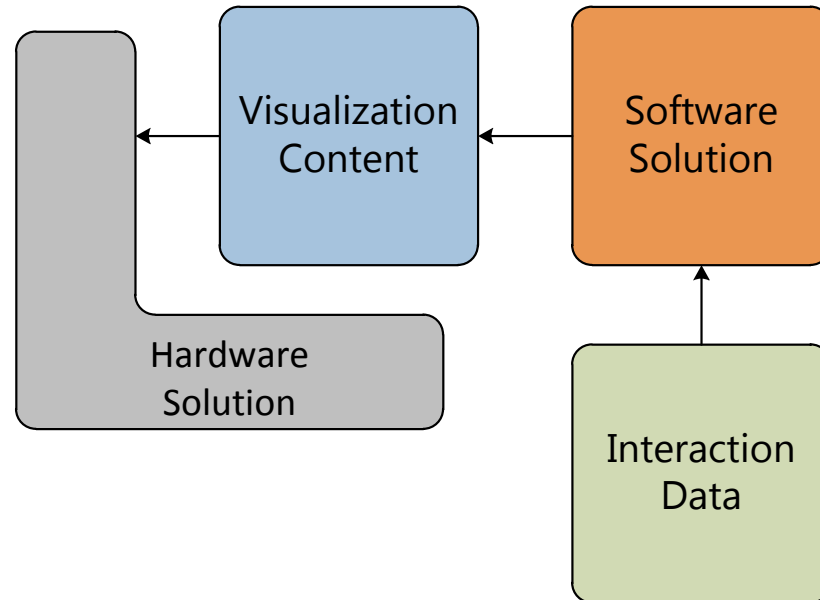 Visualization
Content
Software
Solution
Hardware
Solution
Interaction
Data